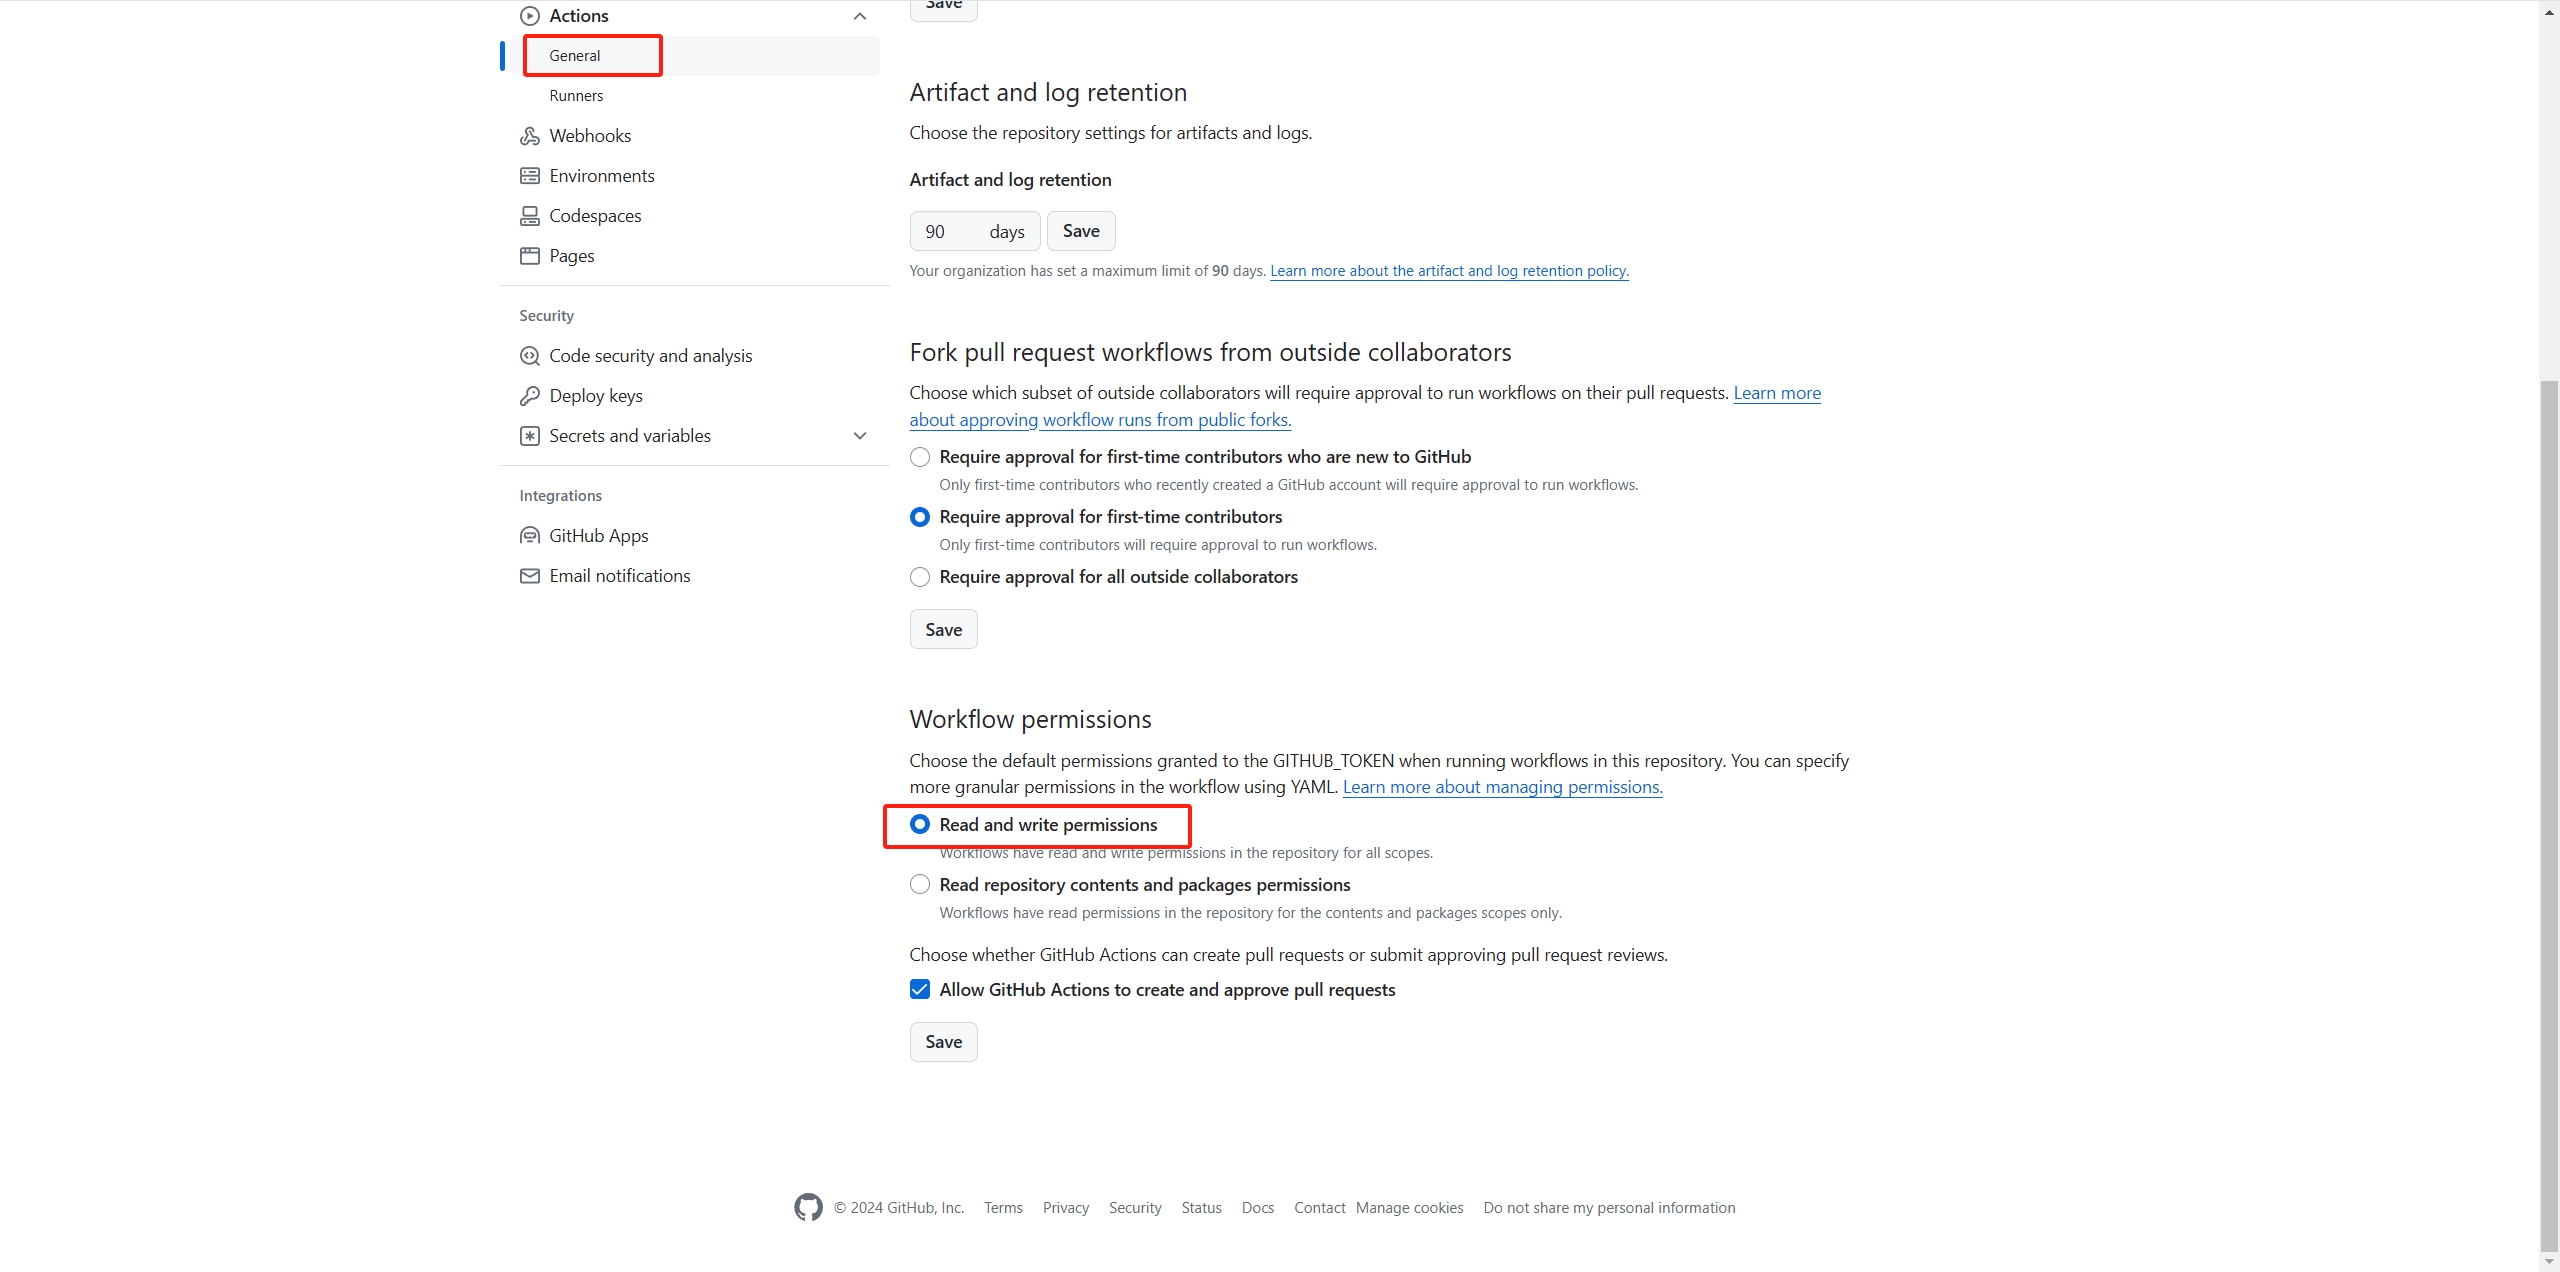 Actions
General
Runners
Webhooks
Environments
Codespaces
Pages
Security
Code security and analysis
Deploy keys
Secrets and variables
Integrations
GitHub Apps
Email notifications
Save
Artifact and log retention
Choose the repository settings for artifacts and logs.
Artifact and log retention
90 days Save
Your organization has set a maximum limit of 90 days. Learn more about the artifact and log retention policy.
Fork pull request workflows from outside collaborators
Choose which subset of outside collaborators will require approval to run workflows on their pull requests. Learn more
about approving workflow runs from public forks.
Require approval for first-time contributors who are new to GitHub
Only first-time contributors who recently created a GitHub account will require approval to run workflows.
Require approval for first-time contributors
Only first-time contributors will require approval to run workflows.
Require approval for all outside collaborators
Save
Workflow permissions
Choose the default permissions granted to the GITHUB_TOKEN when running workflows in this repository. You can specify
more granular permissions in the workflow using YAML. Learn more about managing permissions.
Read and write permissions
Workflows have read and write permissions in the repository for all scopes.
Read repository contents and packages permissions
Workflows have read permissions in the repository for the contents and packages scopes only.
Choose whether GitHub Actions can create pull requests or submit approving pull request reviews.
Allow GitHub Actions to create and approve pull requests
Save
© 2024 GitHub, Inc. Terms Privacy Security Status Docs Contact Manage cookies Do not share my personal information